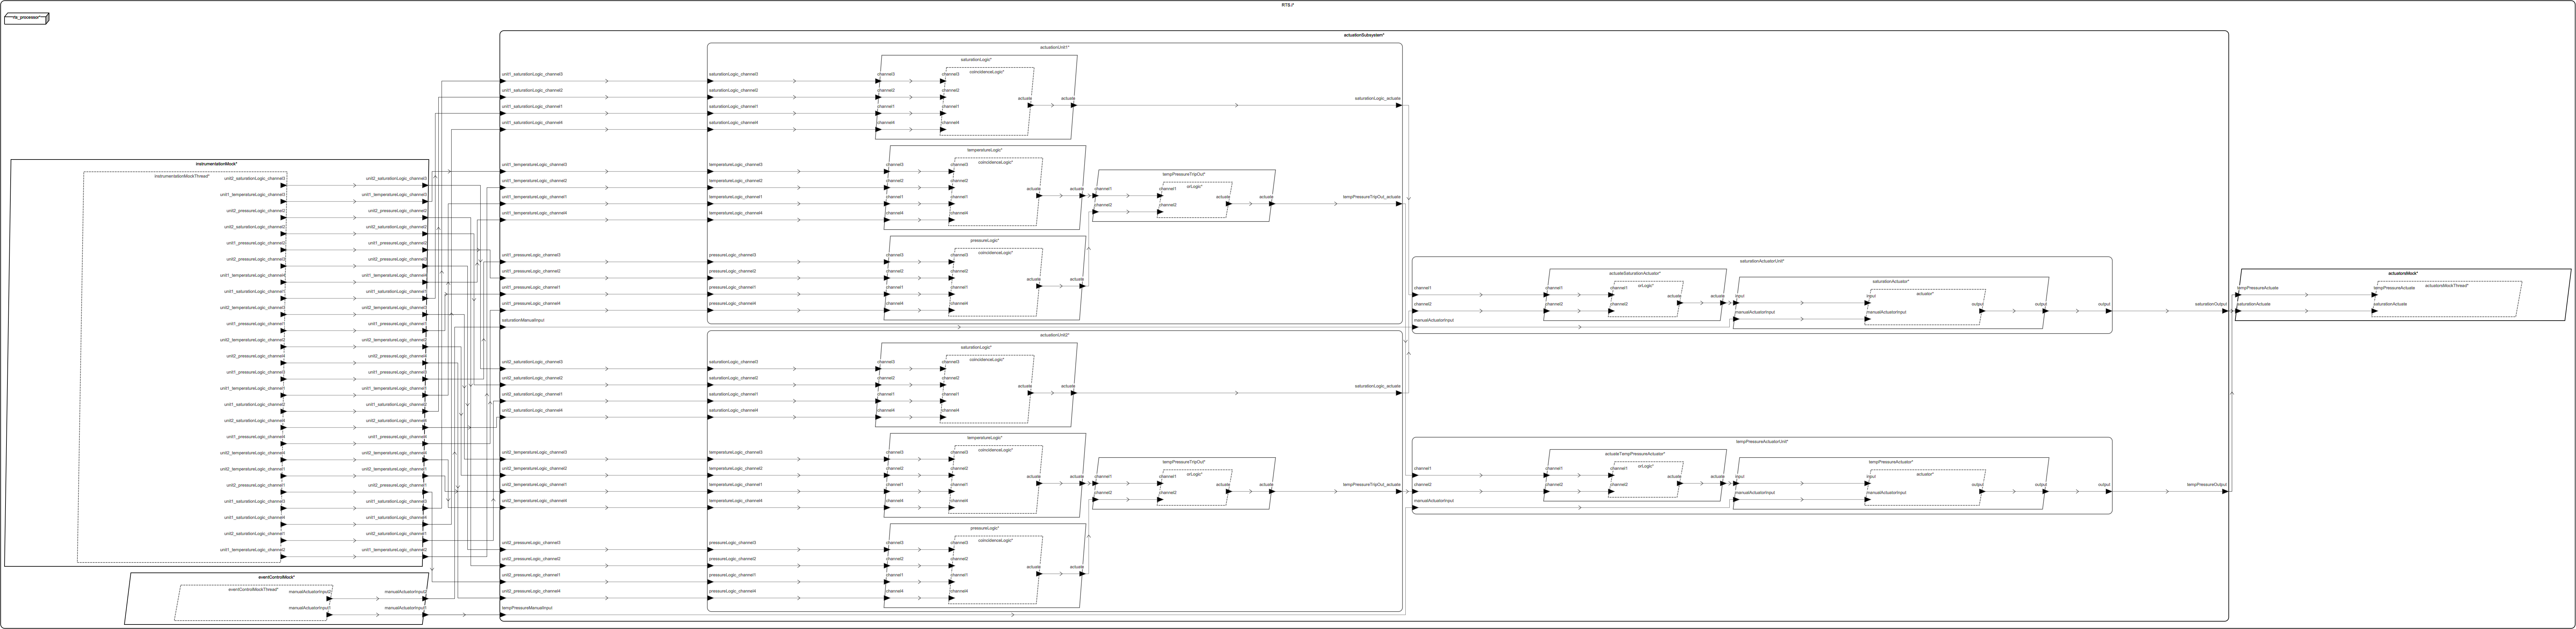 RTS.i*
rts_processor*
instrumentationMock*
instrumentationMockThread*
unit2_saturationLogic_channel3
unit2_saturationLogic_channel3
unit1_temperatureLogic_channel3
unit1_temperatureLogic_channel3
unit2_pressureLogic_channel2
unit2_pressureLogic_channel2
unit2_saturationLogic_channel2
unit2_saturationLogic_channel2
unit1_pressureLogic_channel2
unit1_pressureLogic_channel2
unit2_pressureLogic_channel3
unit2_pressureLogic_channel3
unit1_temperatureLogic_channel4
unit1_temperatureLogic_channel4
unit1_saturationLogic_channel1
unit1_saturationLogic_channel1
unit2_temperatureLogic_channel3
unit2_temperatureLogic_channel3
unit1_pressureLogic_channel1
unit1_pressureLogic_channel1
unit2_temperatureLogic_channel2
unit2_temperatureLogic_channel2
unit2_pressureLogic_channel4
unit2_pressureLogic_channel4
unit1_pressureLogic_channel3
unit1_pressureLogic_channel3
unit1_temperatureLogic_channel1
unit1_temperatureLogic_channel1
unit1_saturationLogic_channel2
unit1_saturationLogic_channel2
unit2_saturationLogic_channel4
unit2_saturationLogic_channel4
unit1_pressureLogic_channel4
unit1_pressureLogic_channel4
unit2_temperatureLogic_channel4
unit2_temperatureLogic_channel4
unit2_temperatureLogic_channel1
unit2_temperatureLogic_channel1
unit2_pressureLogic_channel1
unit2_pressureLogic_channel1
unit1_saturationLogic_channel3
unit1_saturationLogic_channel3
unit1_saturationLogic_channel4
unit1_saturationLogic_channel4
unit2_saturationLogic_channel1
unit2_saturationLogic_channel1
unit1_temperatureLogic_channel2
unit1_temperatureLogic_channel2
eventControlMock*
eventControlMockThread*
manualActuatorInput2
manualActuatorInput2
manualActuatorInput1
manualActuatorInput1
actuationSubsystem*
unit1_saturationLogic_channel3
unit1_saturationLogic_channel2
unit1_saturationLogic_channel1
unit1_saturationLogic_channel4
unit1_temperatureLogic_channel3
unit1_temperatureLogic_channel2
unit1_temperatureLogic_channel1
unit1_temperatureLogic_channel4
unit1_pressureLogic_channel3
unit1_pressureLogic_channel2
unit1_pressureLogic_channel1
unit1_pressureLogic_channel4
saturationManualInput
unit2_saturationLogic_channel3
unit2_saturationLogic_channel2
unit2_saturationLogic_channel1
unit2_saturationLogic_channel4
unit2_temperatureLogic_channel3
unit2_temperatureLogic_channel2
unit2_temperatureLogic_channel1
unit2_temperatureLogic_channel4
unit2_pressureLogic_channel3
unit2_pressureLogic_channel2
unit2_pressureLogic_channel1
unit2_pressureLogic_channel4
tempPressureManualInput
actuationUnit1*
saturationLogic_channel3
saturationLogic_channel2
saturationLogic_channel1
saturationLogic_channel4
temperatureLogic_channel3
temperatureLogic_channel2
temperatureLogic_channel1
temperatureLogic_channel4
pressureLogic_channel3
pressureLogic_channel2
pressureLogic_channel1
pressureLogic_channel4
saturationLogic*
coincidenceLogic*
channel3
channel3
channel2
channel2
channel1
channel1
channel4
channel4
actuate
actuate
saturationLogic_actuate
temperatureLogic*
coincidenceLogic*
channel3
channel3
channel2
channel2
channel1
channel1
channel4
channel4
actuate
actuate
tempPressureTripOut*
orLogic*
channel1
channel1
channel2
channel2
actuate
actuate
tempPressureTripOut_actuate
pressureLogic*
coincidenceLogic*
channel3
channel3
channel2
channel2
channel1
channel1
channel4
channel4
actuate
actuate
actuationUnit2*
saturationLogic_channel3
saturationLogic_channel2
saturationLogic_channel1
saturationLogic_channel4
temperatureLogic_channel3
temperatureLogic_channel2
temperatureLogic_channel1
temperatureLogic_channel4
pressureLogic_channel3
pressureLogic_channel2
pressureLogic_channel1
pressureLogic_channel4
saturationLogic*
coincidenceLogic*
channel3
channel3
channel2
channel2
channel1
channel1
channel4
channel4
actuate
actuate
saturationLogic_actuate
temperatureLogic*
coincidenceLogic*
channel3
channel3
channel2
channel2
channel1
channel1
channel4
channel4
actuate
actuate
tempPressureTripOut*
orLogic*
channel1
channel1
channel2
channel2
actuate
actuate
tempPressureTripOut_actuate
pressureLogic*
coincidenceLogic*
channel3
channel3
channel2
channel2
channel1
channel1
channel4
channel4
actuate
actuate
saturationActuatorUnit*
channel1
channel2
manualActuatorInput
actuateSaturationActuator*
orLogic*
channel1
channel1
channel2
channel2
actuate
actuate
saturationActuator*
actuator*
input
input
manualActuatorInput
manualActuatorInput
output
output
output
saturationOutput
tempPressureActuatorUnit*
channel1
channel2
manualActuatorInput
actuateTempPressureActuator*
orLogic*
channel1
channel1
channel2
channel2
actuate
actuate
tempPressureActuator*
actuator*
input
input
manualActuatorInput
manualActuatorInput
output
output
output
tempPressureOutput
actuationMock*
actuationMockThread*
tempPressureActuate
tempPressureActuate
saturationActuate
saturationActuate